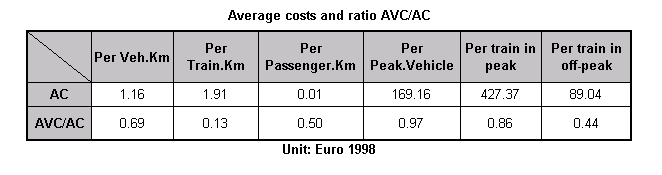 Average costs and ratio AVC/AC
Per Veh.Km Per Train.Km Per Passenger.Km Per Peak.Vehicle Per train in peak Per train in off-peak
AC 1.16 1.91 0.01 169.16 427.37 89.04
AVC/AC 0.69 0.13 0.50 0.97 0.86 0.44
Unit: Euro 1998